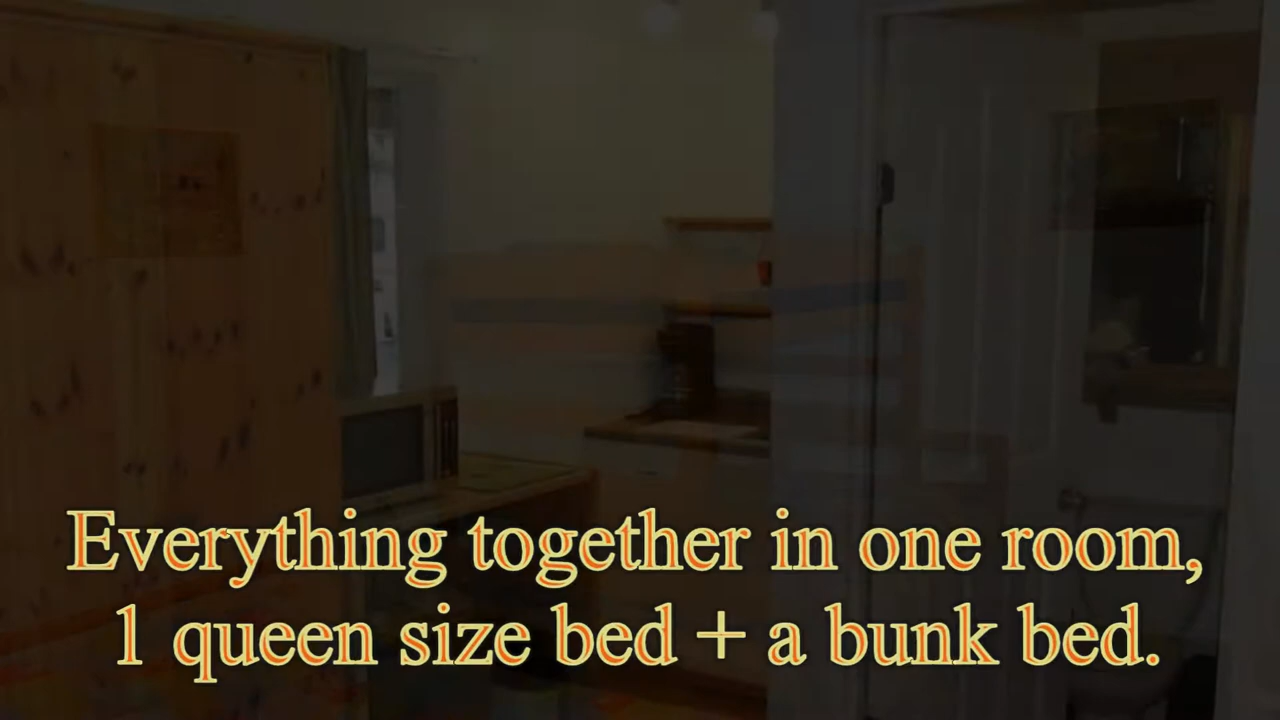 Everything together in one room,
1 queen size bed + a bunk bed.